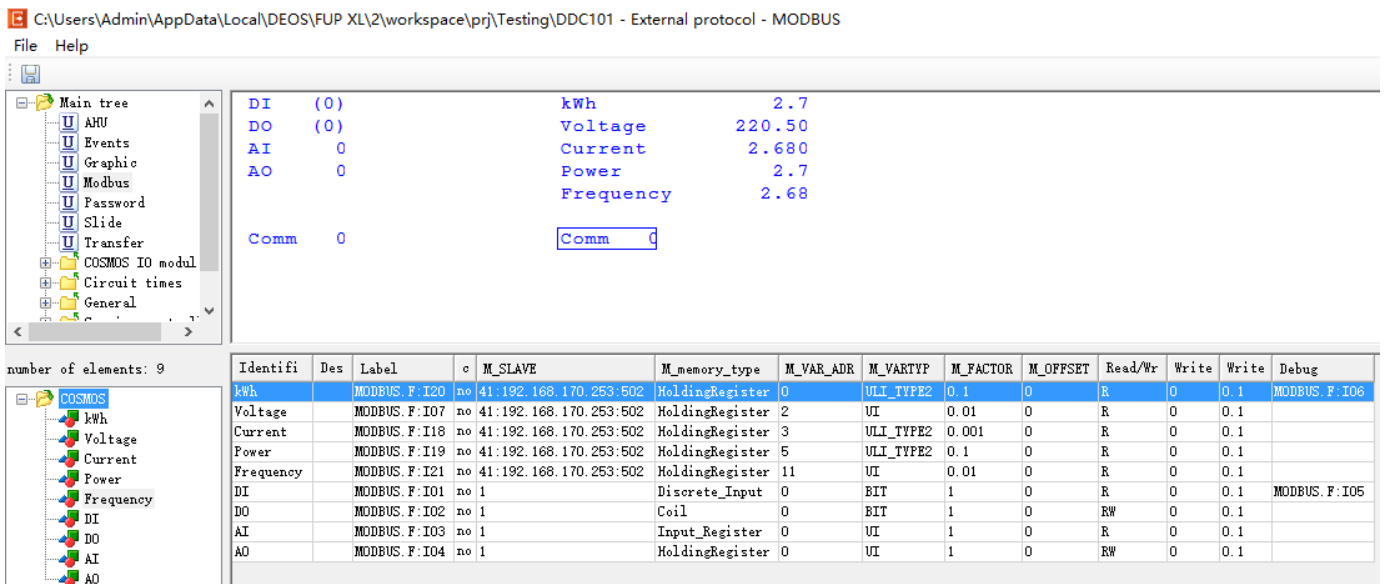 C:\Users\Admin\AppData\Local\DEOS\FUP XL\2\workspace\prj\Testing\DDC101 - External protocol - MODBUS
File Help
Main tree
AHU
Events
Graphic
Modbus
Password
Slide
Transfer
COSMOS IO modul
Circuit times
General
DI (0) kWh 2.7
DO (0) Voltage 220.50
AI 0 Current 2.680
AO 0 Power 2.7
Frequency 2.68
Comm 0 Comm 0
number of elements: 9
COSMOS
kWh
Voltage
Current
Power
Frequency
DI
DO
AI
AO
Identifi Des Label c M_SLAVE M_memory_type M_VAR_ADR M_VARTYP M_FACTOR M_OFFSET Read/Wr Write Write Debug
kWh MODBUS.F:I20 no 41:192.168.170.253:502 HoldingRegister 0 ULI_TYPE2 0.1 0 R 0 0.1 MODBUS.F:I06
Voltage MODBUS.F:I07 no 41:192.168.170.253:502 HoldingRegister 2 UI 0.01 0 R 0 0.1
Current MODBUS.F:I18 no 41:192.168.170.253:502 HoldingRegister 3 ULI_TYPE2 0.001 0 R 0 0.1
Power MODBUS.F:I19 no 41:192.168.170.253:502 HoldingRegister 5 ULI_TYPE2 0.1 0 R 0 0.1
Frequency MODBUS.F:I21 no 41:192.168.170.253:502 HoldingRegister 11 UI 0.01 0 R 0 0.1
DI MODBUS.F:I01 no 1 Discrete_Input 0 BIT 1 0 R 0 0.1 MODBUS.F:I05
DO MODBUS.F:I02 no 1 Coil 0 BIT 1 0 RW 0 0.1
AI MODBUS.F:I03 no 1 Input_Register 0 UI 1 0 R 0 0.1
AO MODBUS.F:I04 no 1 HoldingRegister 0 UI 1 0 RW 0 0.1